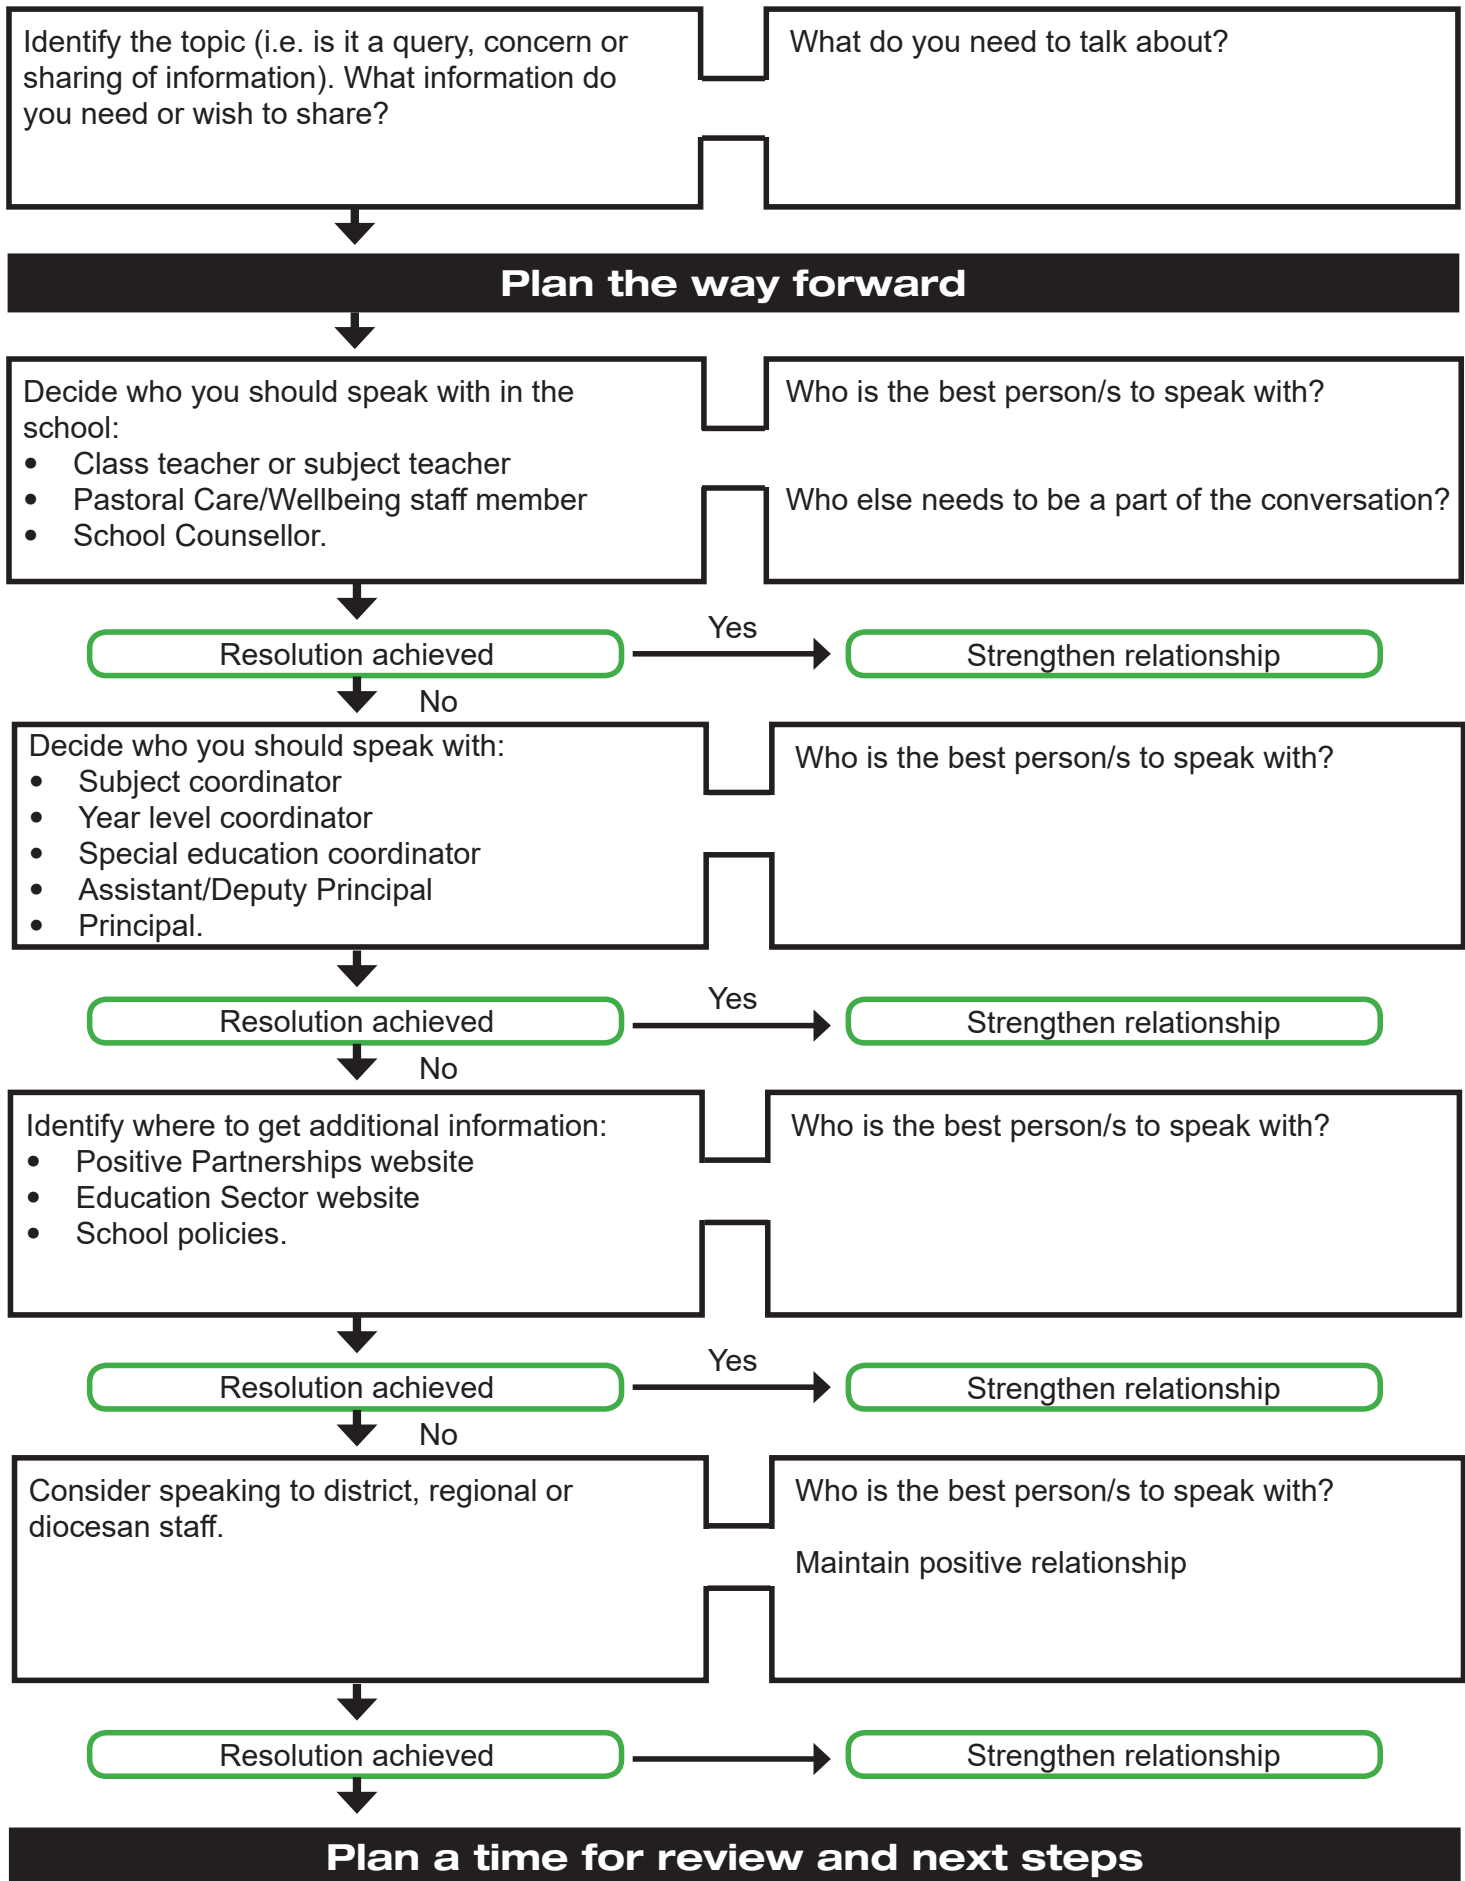 Identify the topic (i.e. is it a query, concern or
sharing of information). What information do
you need or wish to share?
What do you need to talk about?
Plan the way forward
Decide who you should speak with in the
school:
• Class teacher or subject teacher
• Pastoral Care/Wellbeing staff member
• School Counsellor.
Who is the best person/s to speak with?
Who else needs to be a part of the conversation?
Resolution achieved
Yes
Strengthen relationship
No
Decide who you should speak with:
• Subject coordinator
• Year level coordinator
• Special education coordinator
• Assistant/Deputy Principal
• Principal.
Who is the best person/s to speak with?
Resolution achieved
Yes
Strengthen relationship
No
Identify where to get additional information:
• Positive Partnerships website
• Education Sector website
• School policies.
Who is the best person/s to speak with?
Resolution achieved
Yes
Strengthen relationship
No
Consider speaking to district, regional or
diocesan staff.
Who is the best person/s to speak with?
Maintain positive relationship
Resolution achieved
Strengthen relationship
Plan a time for review and next steps